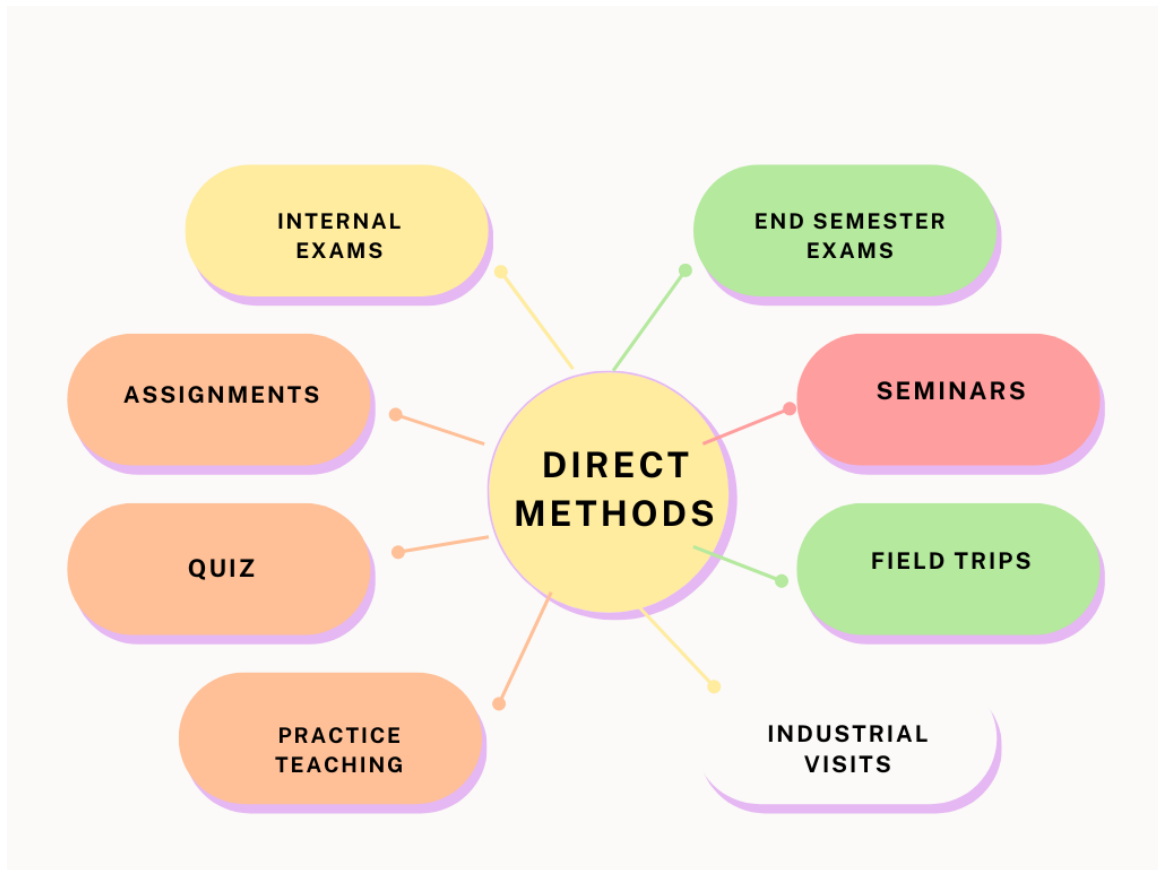 INTERNAL
EXAMS
END SEMESTER
EXAMS
ASSIGNMENTS
SEMINARS
DIRECT
METHODS
QUIZ
FIELD TRIPS
PRACTICE
TEACHING
INDUSTRIAL
VISITS